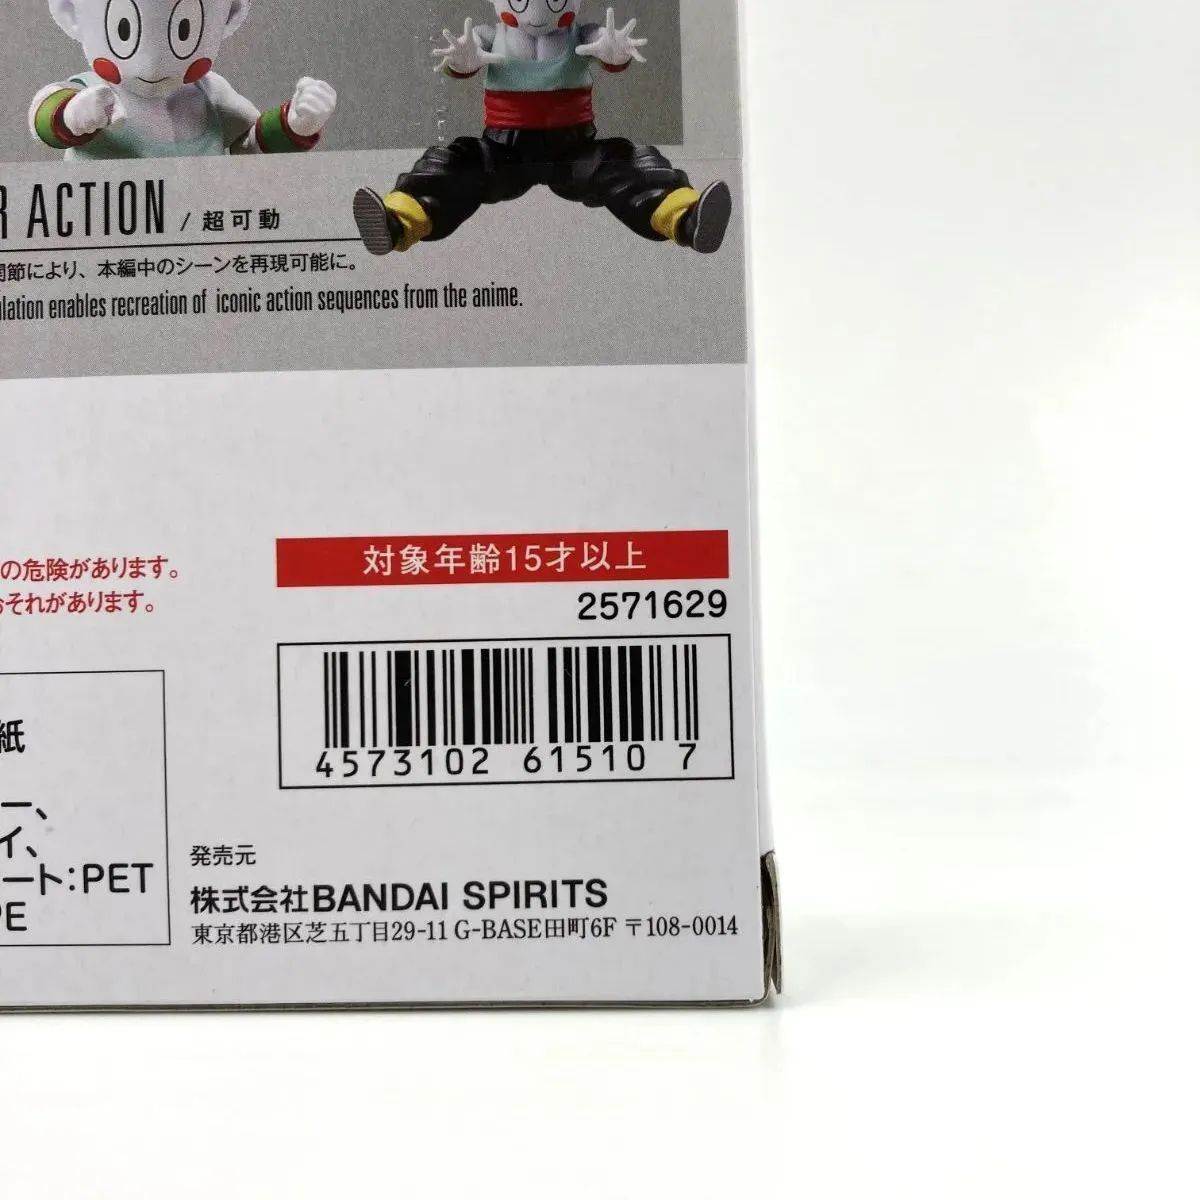 R ACTION / 超可動
関節により、本編中のシーンを再現可能に。
enables recreation of iconic action sequences from the anime.
の危険があります。
おそれがあります。
対象年齢15才以上
2571629
4573102 61510 7
紙
ー、
イ、
ート:PET
PE
発売元
株式会社BANDAI SPIRITS
東京都港区芝五丁目29-11 G-BASE田町6F 〒108-0014